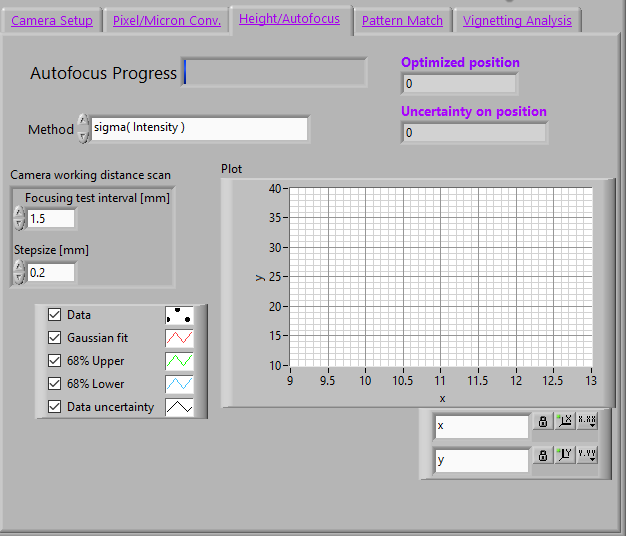 Camera Setup
Pixel/Micron Conv.
Height/Autofocus
Pattern Match
Vignetting Analysis
Autofocus Progress
Optimized position
0
Uncertainty on position
0
Method
sigma( Intensity )
Camera working distance scan
Focusing test interval [mm]
1.5
Stepsize [mm]
0.2
Data
Gaussian fit
68% Upper
68% Lower
Data uncertainty
Plot
40
35
30
25
20
15
10
y
9
9.5
10
10.5
11
11.5
12
12.5
13
x
x
X
X.XX
y
Y
Y.YY